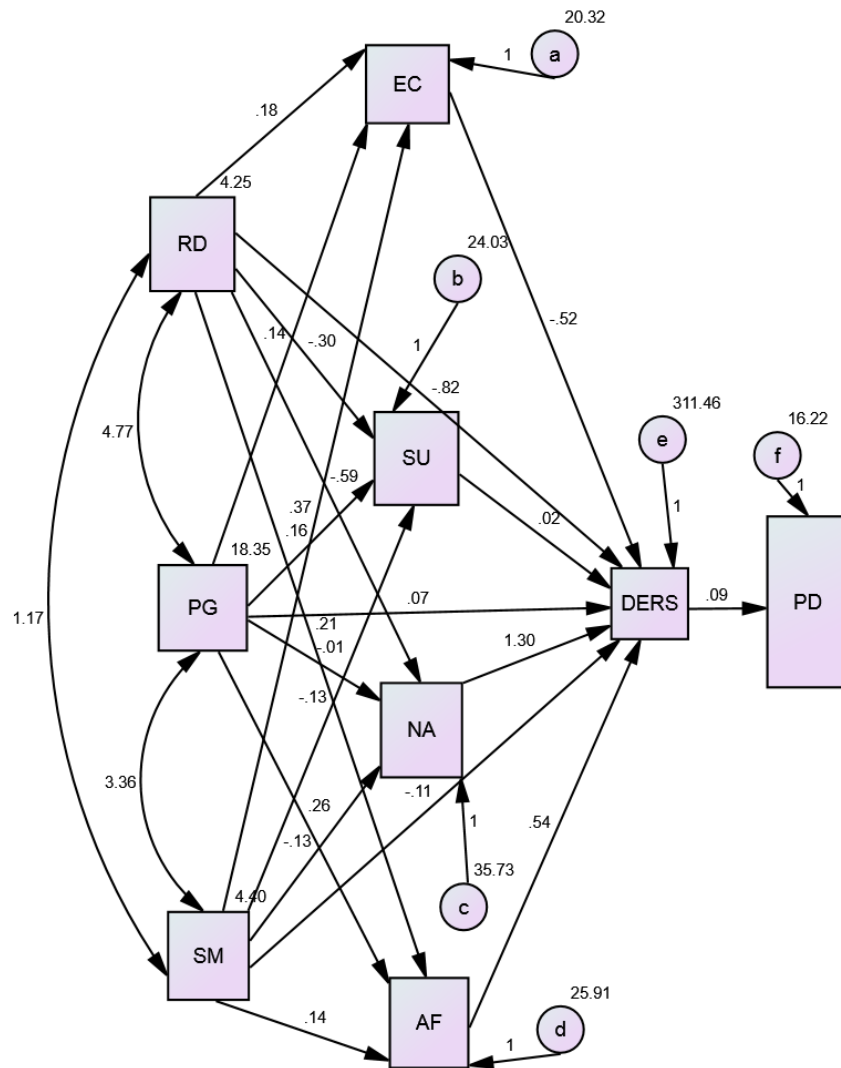 20.32
a
1
EC
.18
4.25
RD
24.03
b
.14
-.30
1
-.52
-.82
4.77
311.46
16.22
SU
e
f
-.59
1
1
.37
.16
.02
18.35
PG
.07
DERS
.09
PD
1.17
.21
-.01
1.30
-.13
NA
3.36
-.11
.26
1
.54
-.13
35.73
4.40
c
SM
25.91
AF
d
.14
1